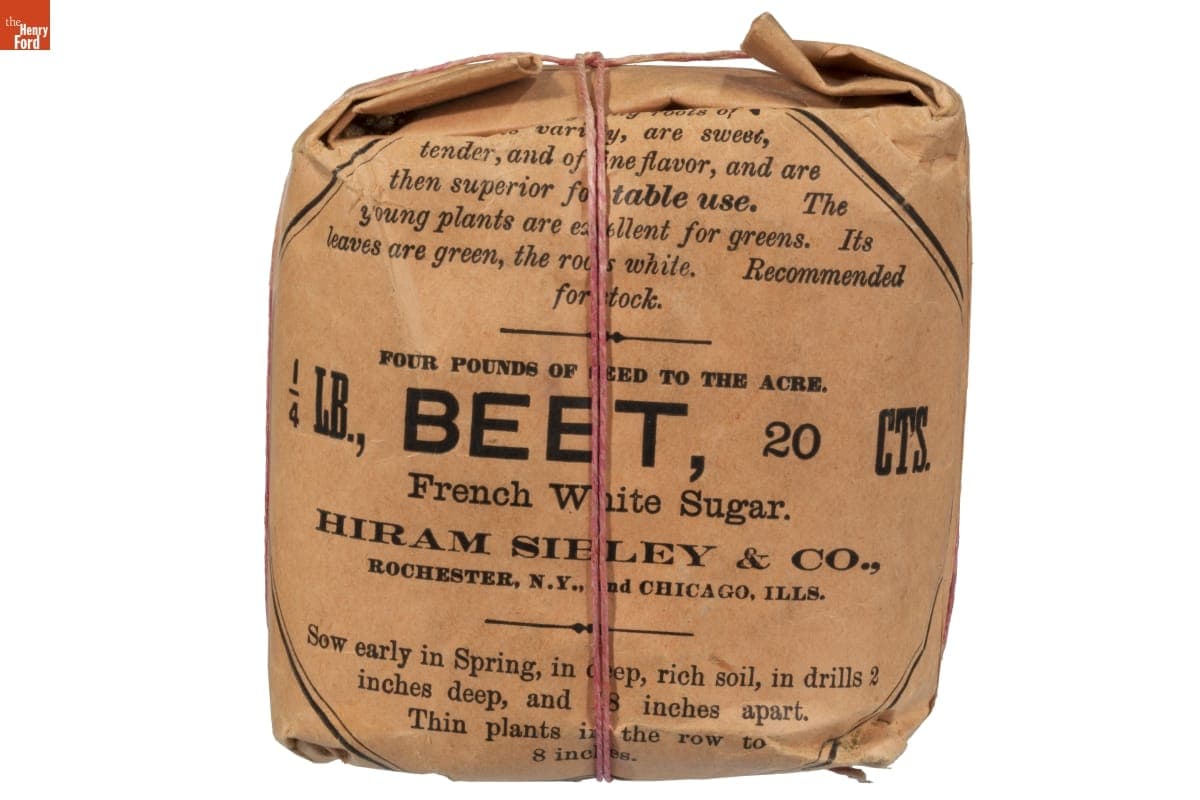 the
Henry
Ford
roots of
variety, are sweet,
tender, and of fine flavor, and are
then superior for table use. The
young plants are excellent for greens. Its
leaves are green, the roots white. Recommended
for stock.
FOUR POUNDS OF SEED TO THE ACRE.
1/4 LB., BEET, 20 CTS.
French White Sugar.
HIRAM SIBLEY & CO.,
ROCHESTER, N.Y., and CHICAGO, ILLS.
Sow early in Spring, in deep, rich soil, in drills 2
inches deep, and 8 inches apart.
Thin plants in the row to
8 inches.